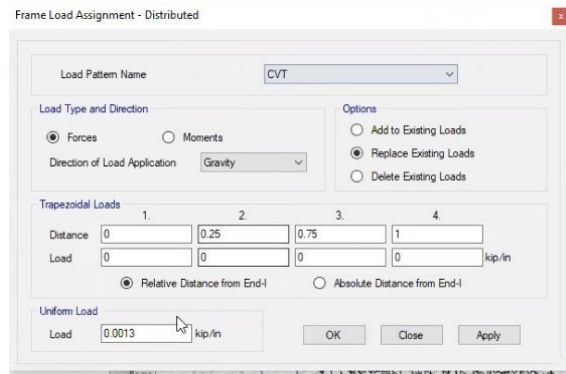 Frame Load Assignment - Distributed
x
Load Pattern Name CVT
Load Type and Direction
Forces Moments
Direction of Load Application Gravity
Options
Add to Existing Loads
Replace Existing Loads
Delete Existing Loads
Trapezoidal Loads
1. 2. 3. 4.
Distance 0 0.25 0.75 1
Load 0 0 0 0 kip/in
Relative Distance from End-I Absolute Distance from End-I
Uniform Load
Load 0.0013 kip/in
OK Close Apply